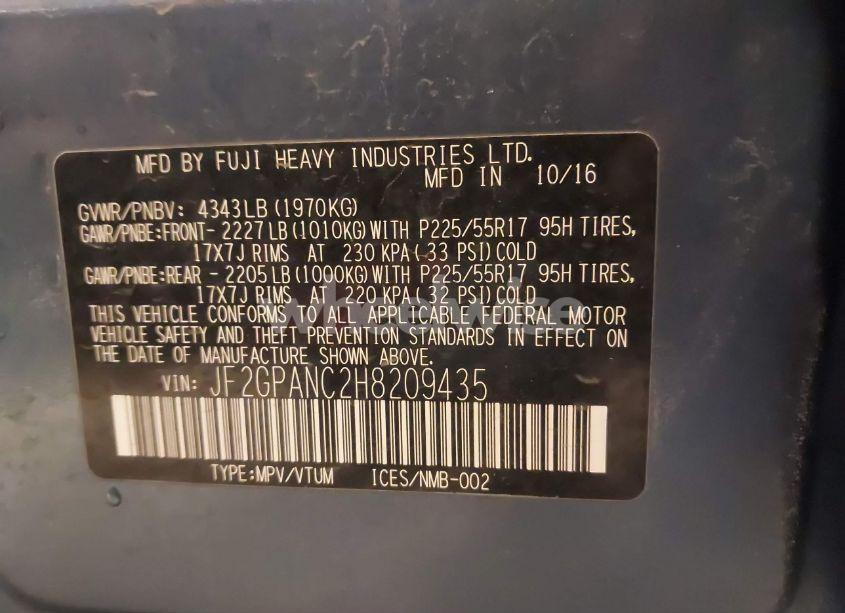 MFD BY FUJI HEAVY INDUSTRIES LTD.
MFD IN 10/16
GVWR/PNBV: 4343LB (1970KG)
GAWR/PNBE:FRONT- 2227LB (1010KG) WITH P225/55R17 95H TIRES,
17X7J RIMS AT 230 KPA (33 PSI) COLD
GAWR/PNBE:REAR - 2205LB (1000KG) WITH P225/55R17 95H TIRES,
17X7J RIMS AT 220 KPA (32 PSI) COLD
THIS VEHICLE CONFORMS TO ALL APPLICABLE FEDERAL MOTOR
VEHICLE SAFETY AND THEFT PREVENTION STANDARDS IN EFFECT ON
THE DATE OF MANUFACTURE SHOWN ABOVE.
VIN: JF2GPANC2H8209435
TYPE:MPV/VTUM ICES/NMB-002